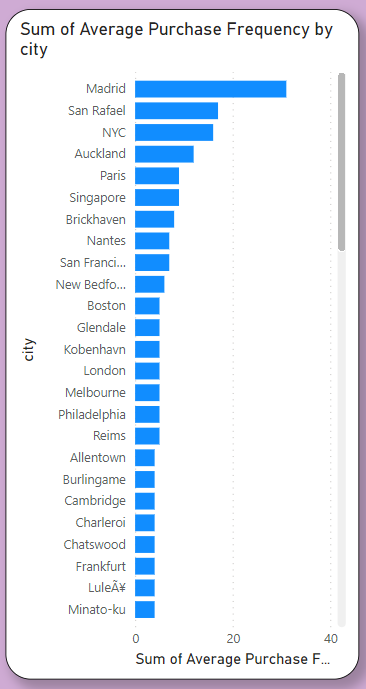 Sum of Average Purchase Frequency by
city
Madrid
San Rafael
NYC
Auckland
Paris
Singapore
Brickhaven
Nantes
San Franci...
New Bedfo...
Boston
Glendale
Kobenhavn
London
Melbourne
Philadelphia
Reims
Allentown
Burlingame
Cambridge
Charleroi
Chatswood
Frankfurt
LuleÃ¥
Minato-ku
city
0 20 40
Sum of Average Purchase F...